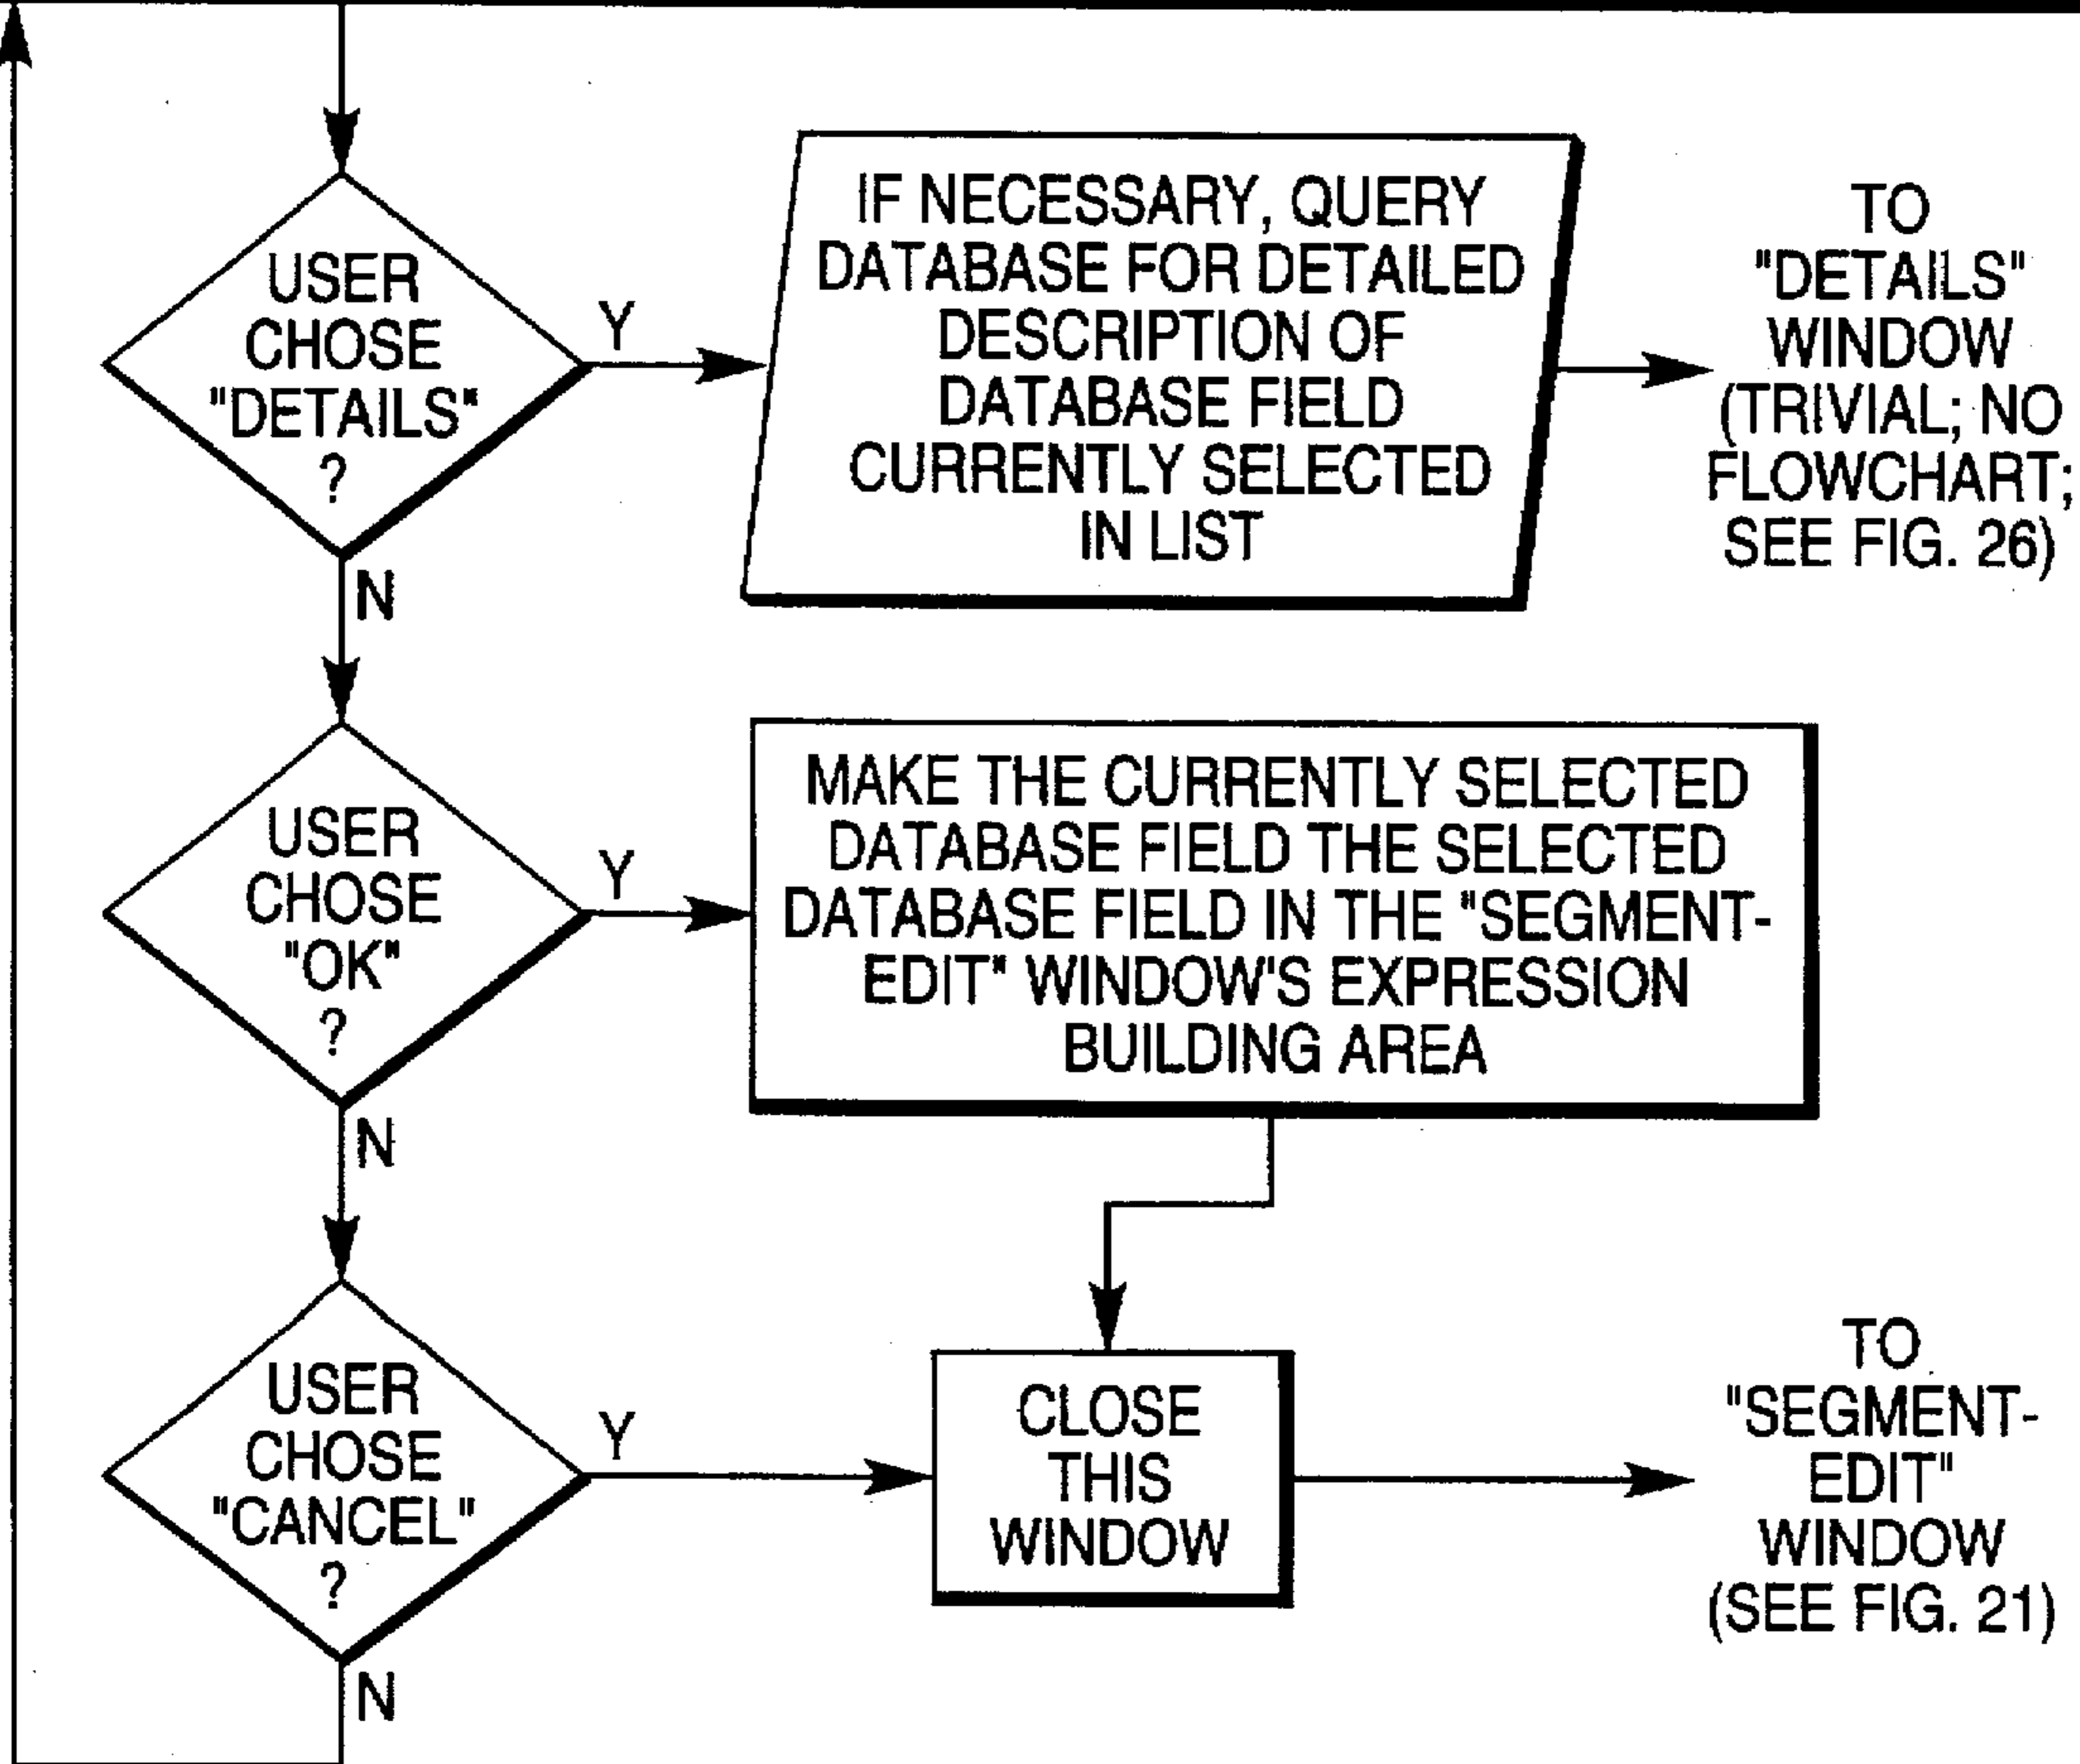 USER
CHOSE
"DETAILS"
?
Y
N
IF NECESSARY, QUERY
DATABASE FOR DETAILED
DESCRIPTION OF
DATABASE FIELD
CURRENTLY SELECTED
IN LIST
TO
"DETAILS"
WINDOW
(TRIVIAL; NO
FLOWCHART;
SEE FIG. 26)
USER
CHOSE
"OK"
?
Y
N
MAKE THE CURRENTLY SELECTED
DATABASE FIELD THE SELECTED
DATABASE FIELD IN THE "SEGMENT-
EDIT" WINDOW'S EXPRESSION
BUILDING AREA
USER
CHOSE
"CANCEL"
?
Y
N
CLOSE
THIS
WINDOW
TO
"SEGMENT-
EDIT"
WINDOW
(SEE FIG. 21)